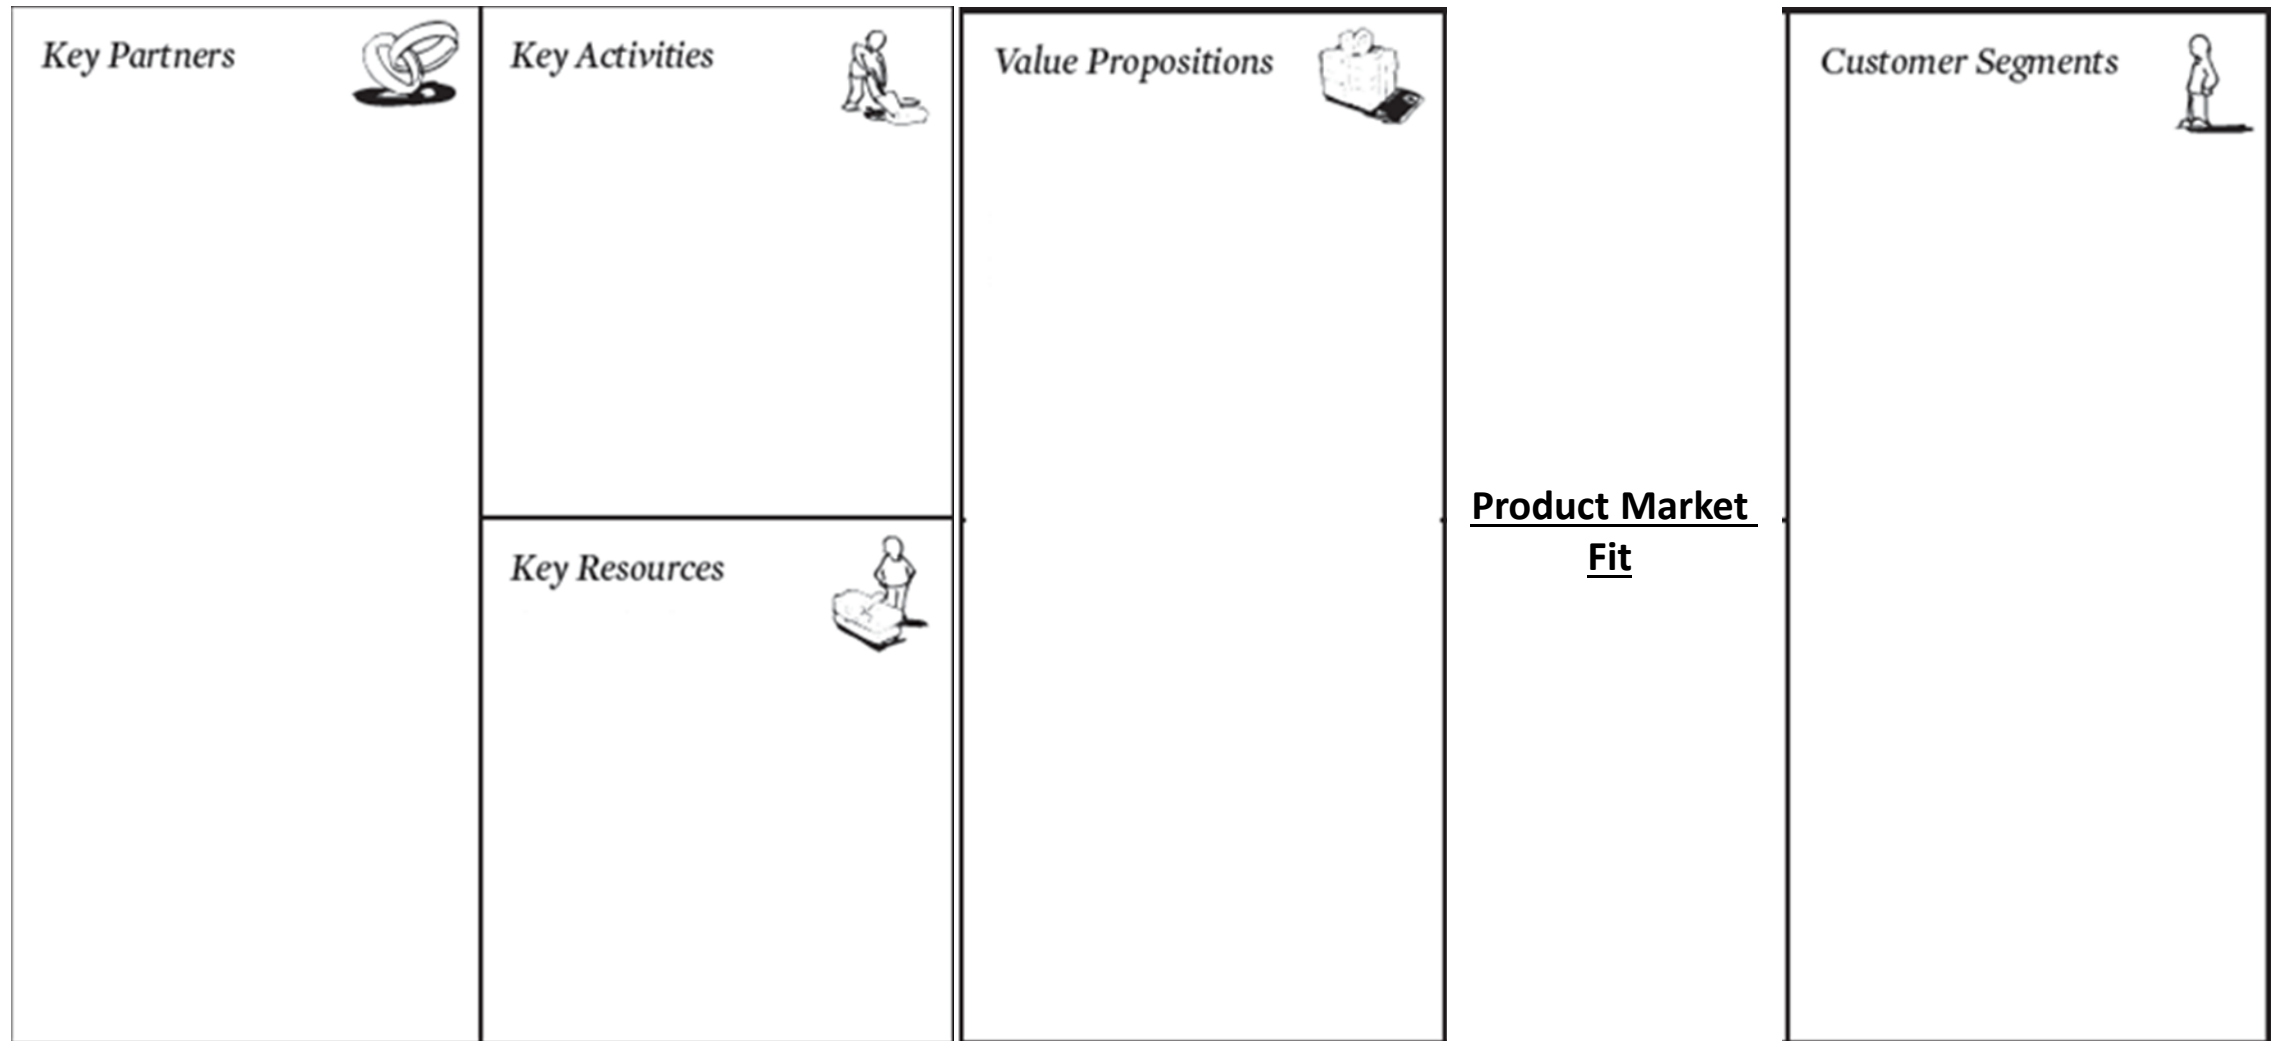 Key Partners
Key Activities
Value Propositions
Customer Segments
Key Resources
Product Market
Fit